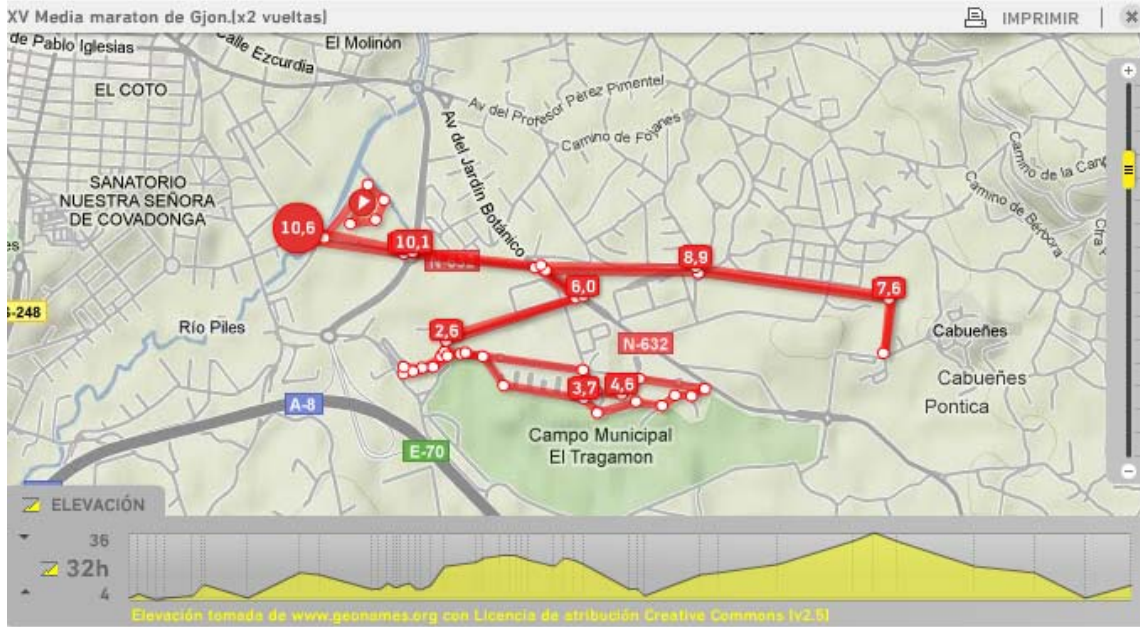 XV Media maraton de Gjon.(x2 vueltas)
IMPRIMIR
de Pablo Iglesias
Calle Ezcurdia
El Molinón
EL COTO
Av del Profesor Pérez Pimentel
Camino de Fojanes
Av del Jardín Botánico
Camino de la Can
Camino de Bérbora
Cfra
SANATORIO
NUESTRA SEÑORA
DE COVADONGA
10,6
10,1
N-632
8,9
6,0
7,6
S-248
Río Piles
2,6
N-632
Cabueñes
Cabueñes
3,7
4,6
Pontica
A-8
Campo Municipal
El Tragamon
E-70
ELEVACIÓN
36
32h
4
Elevación tomada de www.geonames.org con Licencia de atribución Creative Commons (v2.5)